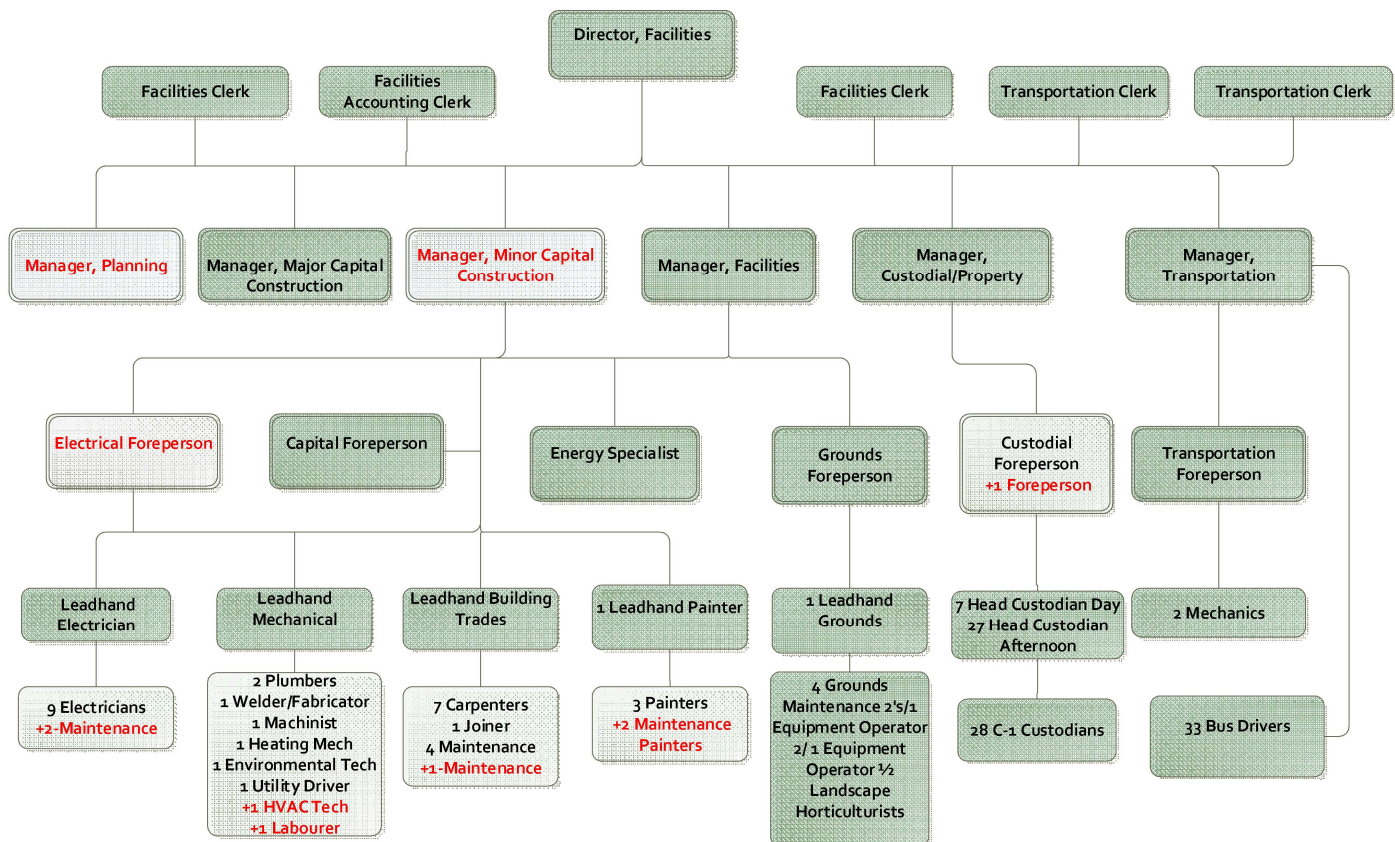 Director, Facilities
Facilities Clerk
Facilities
Accounting Clerk
Facilities Clerk
Transportation Clerk
Transportation Clerk
Manager, Planning
Manager, Major Capital
Construction
Manager, Minor Capital
Construction
Manager, Facilities
Manager,
Custodial/Property
Manager,
Transportation
Electrical Foreperson
Capital Foreperson
Energy Specialist
Grounds
Foreperson
Custodial
Foreperson
+1 Foreperson
Transportation
Foreperson
Leadhand
Electrician
Leadhand
Mechanical
Leadhand Building
Trades
1 Leadhand Painter
1 Leadhand
Grounds
7 Head Custodian Day
27 Head Custodian
Afternoon
2 Mechanics
9 Electricians
+2-Maintenance
2 Plumbers
1 Welder/Fabricator
1 Machinist
1 Heating Mech
1 Environmental Tech
1 Utility Driver
+1 HVAC Tech
+1 Labourer
7 Carpenters
1 Joiner
4 Maintenance
+1-Maintenance
3 Painters
+2 Maintenance
Painters
4 Grounds
Maintenance 2's/1
Equipment Operator
2/ 1 Equipment
Operator ½
Landscape
Horticulturists
28 C-1 Custodians
33 Bus Drivers